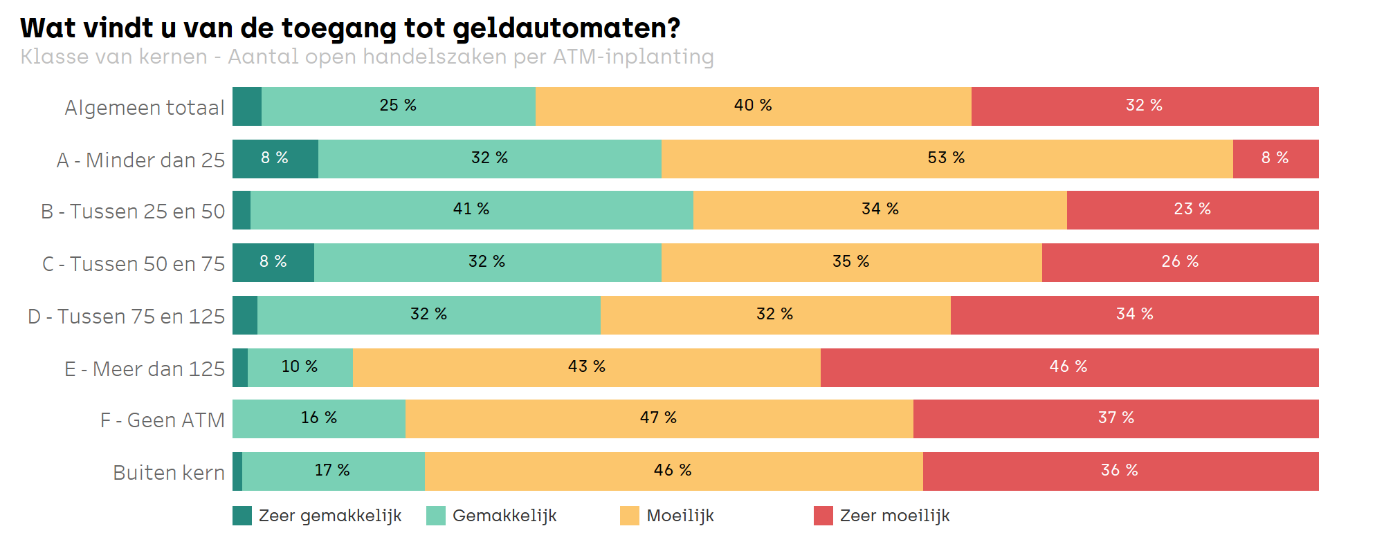 Wat vindt u van de toegang tot geldautomaten?
Klasse van kernen - Aantal open handelszaken per ATM-inplanting
Algemeen totaal 25 % 40 % 32 %
A - Minder dan 25 8 % 32 % 53 % 8 %
B - Tussen 25 en 50 41 % 34 % 23 %
C - Tussen 50 en 75 8 % 32 % 35 % 26 %
D - Tussen 75 en 125 32 % 32 % 34 %
E - Meer dan 125 10 % 43 % 46 %
F - Geen ATM 16 % 47 % 37 %
Buiten kern 17 % 46 % 36 %
Zeer gemakkelijk Gemakkelijk Moeilijk Zeer moeilijk